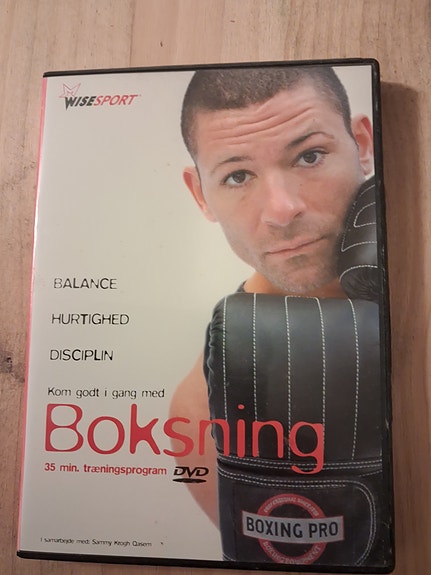 WISESPORT
BALANCE
HURTIGHED
DISCIPLIN
Kom godt i gang med
Boksning
35 min. træningsprogram DVD
BOXING PRO
I samarbejde med: Sammy Krogh Qasem